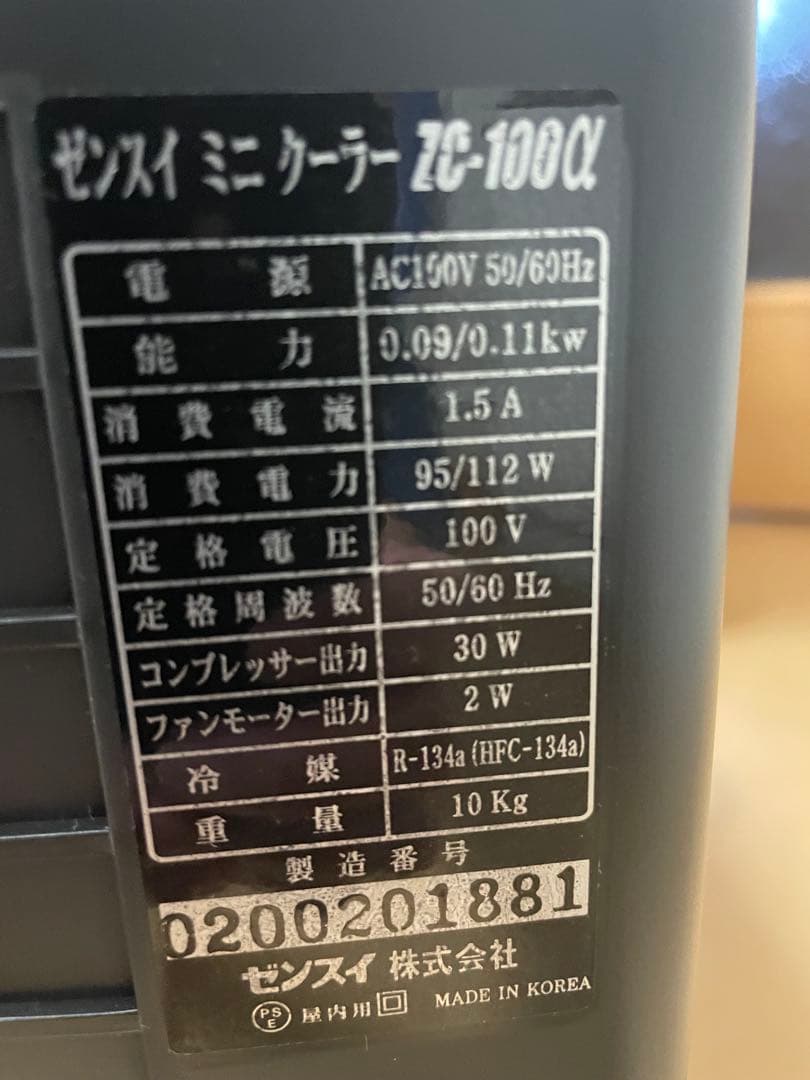 ゼンスイ ミニ クーラー ZC-100α
電源 AC100V 50/60Hz
能力 0.09/0.11kw
消費電流 1.5 A
消費電力 95/112 W
定格電圧 100 V
定格周波数 50/60 Hz
コンプレッサー出力 30 W
ファンモーター出力 2 W
冷媒 R-134a (HFC-134a)
重量 10 Kg
製造番号
0200201881
ゼンスイ 株式会社
PSE 屋内用 回 MADE IN KOREA